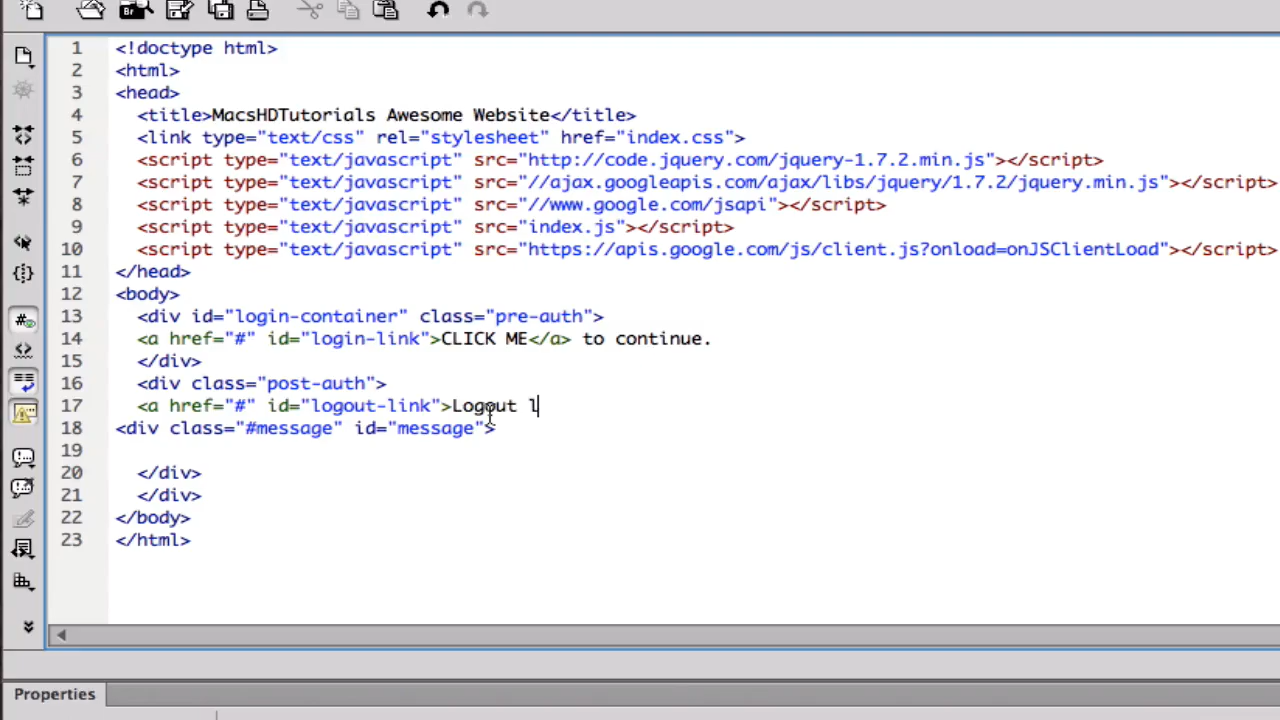 Br
1 <!doctype html>
2 <html>
3 <head>
4 <title>MacsHDTutorials Awesome Website</title>
5 <link type="text/css" rel="stylesheet" href="index.css">
6 <script type="text/javascript" src="http://code.jquery.com/jquery-1.7.2.min.js"></script>
7 <script type="text/javascript" src="//ajax.googleapis.com/ajax/libs/jquery/1.7.2/jquery.min.js"></script>
8 <script type="text/javascript" src="//www.google.com/jsapi"></script>
9 <script type="text/javascript" src="index.js"></script>
10 <script type="text/javascript" src="https://apis.google.com/js/client.js?onload=onJSClientLoad"></script>
11 </head>
12 <body>
13 <div id="login-container" class="pre-auth">
14 <a href="#" id="login-link">CLICK ME</a> to continue.
15 </div>
16 <div class="post-auth">
17 <a href="#" id="logout-link">Logout l
18 <div class="#message" id="message">
19
20 </div>
21 </div>
22 </body>
23 </html>
Properties